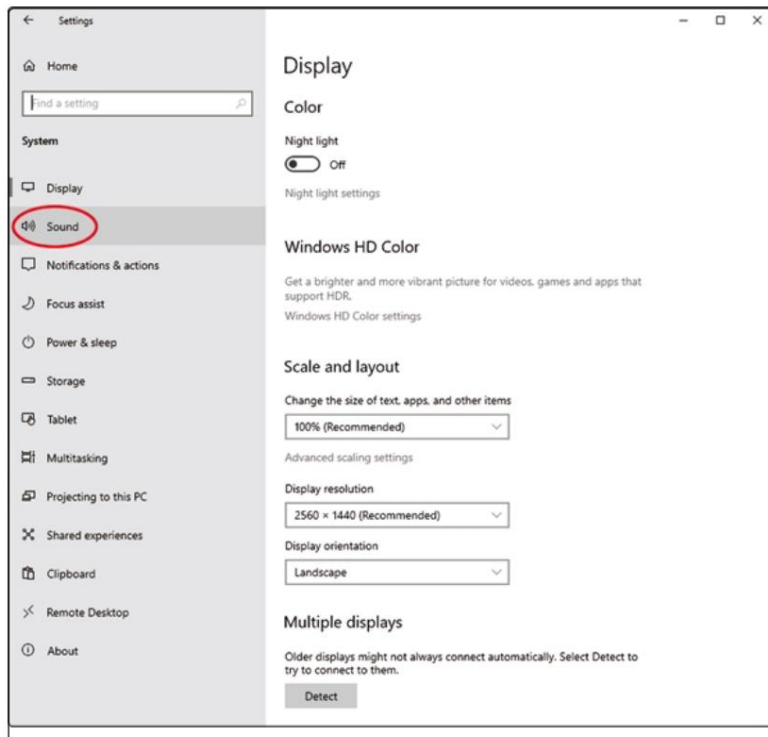 Settings
Home
Find a setting
System
Display
Sound
Notifications & actions
Focus assist
Power & sleep
Storage
Tablet
Multitasking
Projecting to this PC
Shared experiences
Clipboard
Remote Desktop
About
Display
Color
Night light
Off
Night light settings
Windows HD Color
Get a brighter and more vibrant picture for videos, games and apps that
support HDR.
Windows HD Color settings
Scale and layout
Change the size of text, apps, and other items
100% (Recommended)
Advanced scaling settings
Display resolution
2560 × 1440 (Recommended)
Display orientation
Landscape
Multiple displays
Older displays might not always connect automatically. Select Detect to
try to connect to them.
Detect